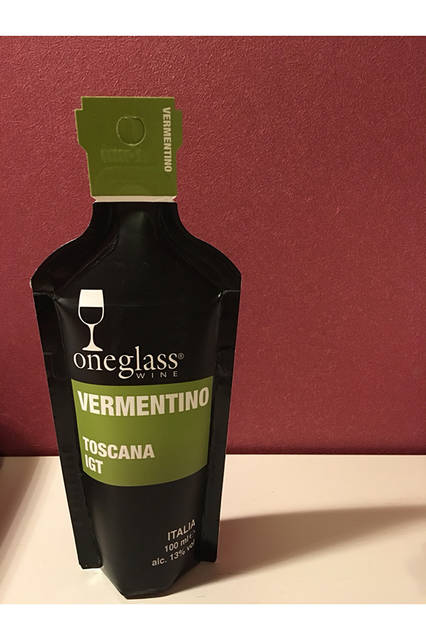 VERMENTINO
oneglass®
WINE
VERMENTINO
TOSCANA
IGT
ITALIA
100 ml e
alc. 13% vol